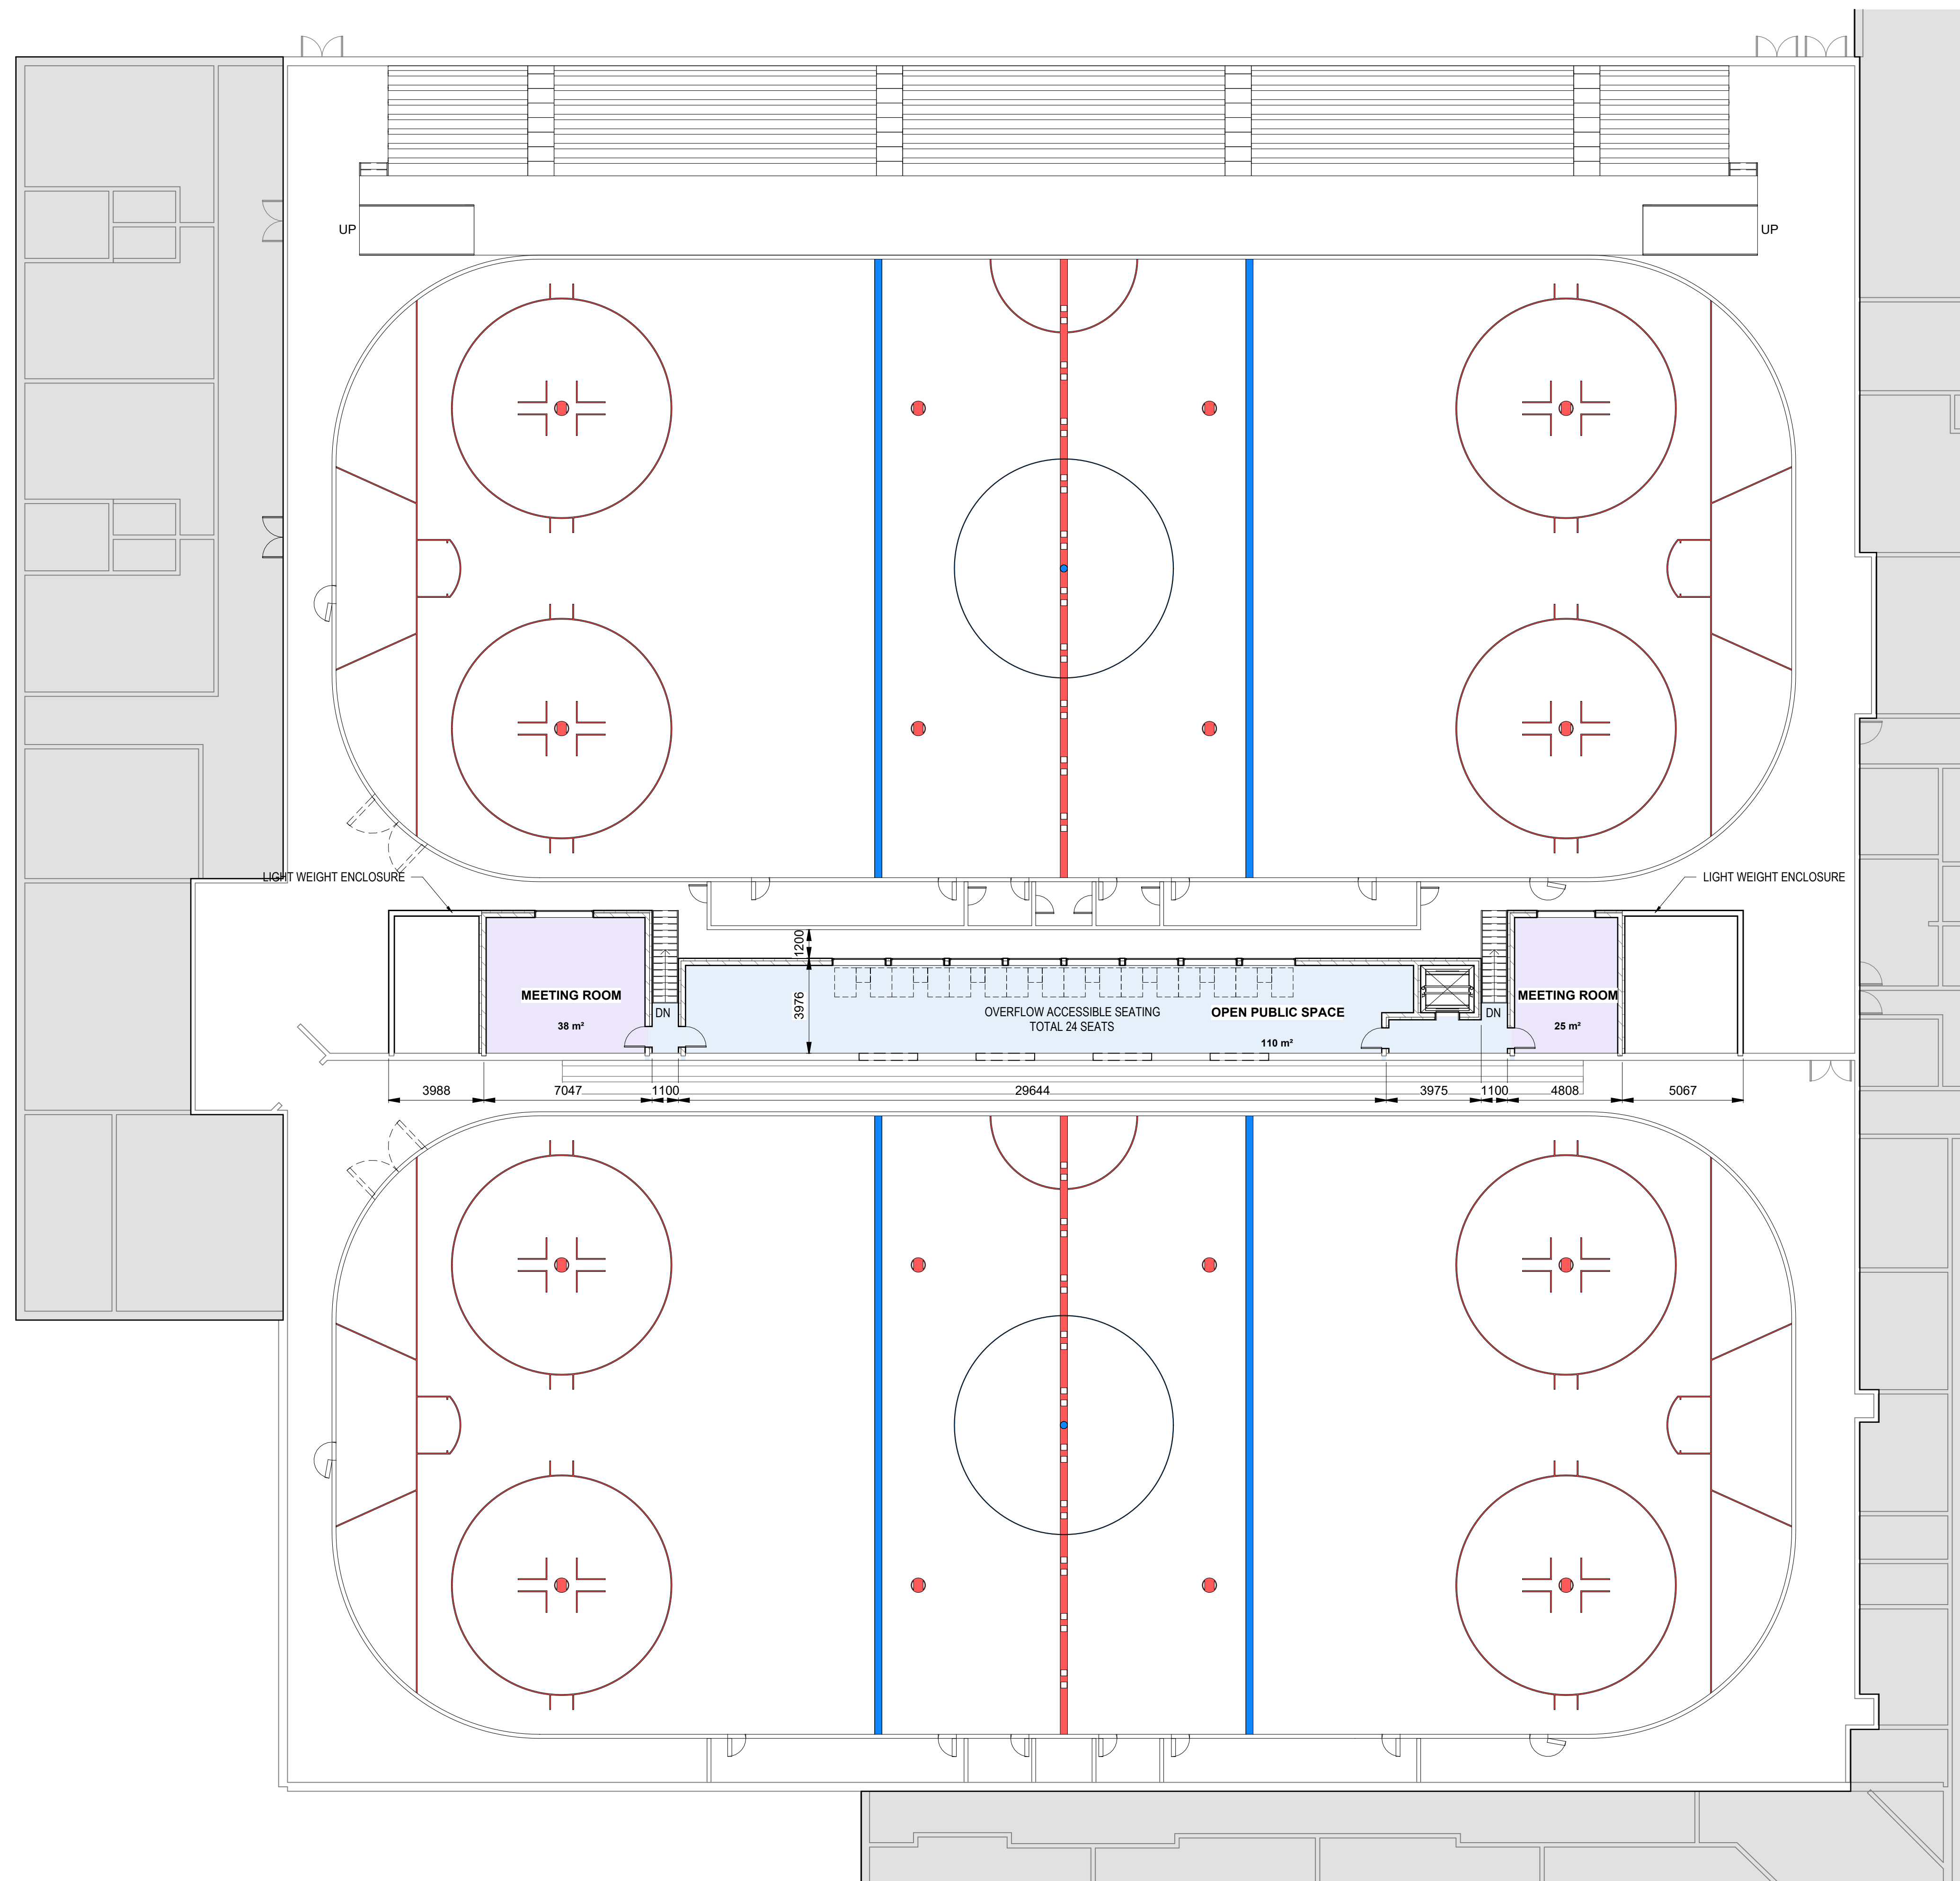 UP
UP
LIGHT WEIGHT ENCLOSURE
LIGHT WEIGHT ENCLOSURE
1200
3976
MEETING ROOM
38 m²
DN
OVERFLOW ACCESSIBLE SEATING
TOTAL 24 SEATS
OPEN PUBLIC SPACE
110 m²
DN
MEETING ROOM
25 m²
3988
7047
1100
29644
3975
1100
4808
5067